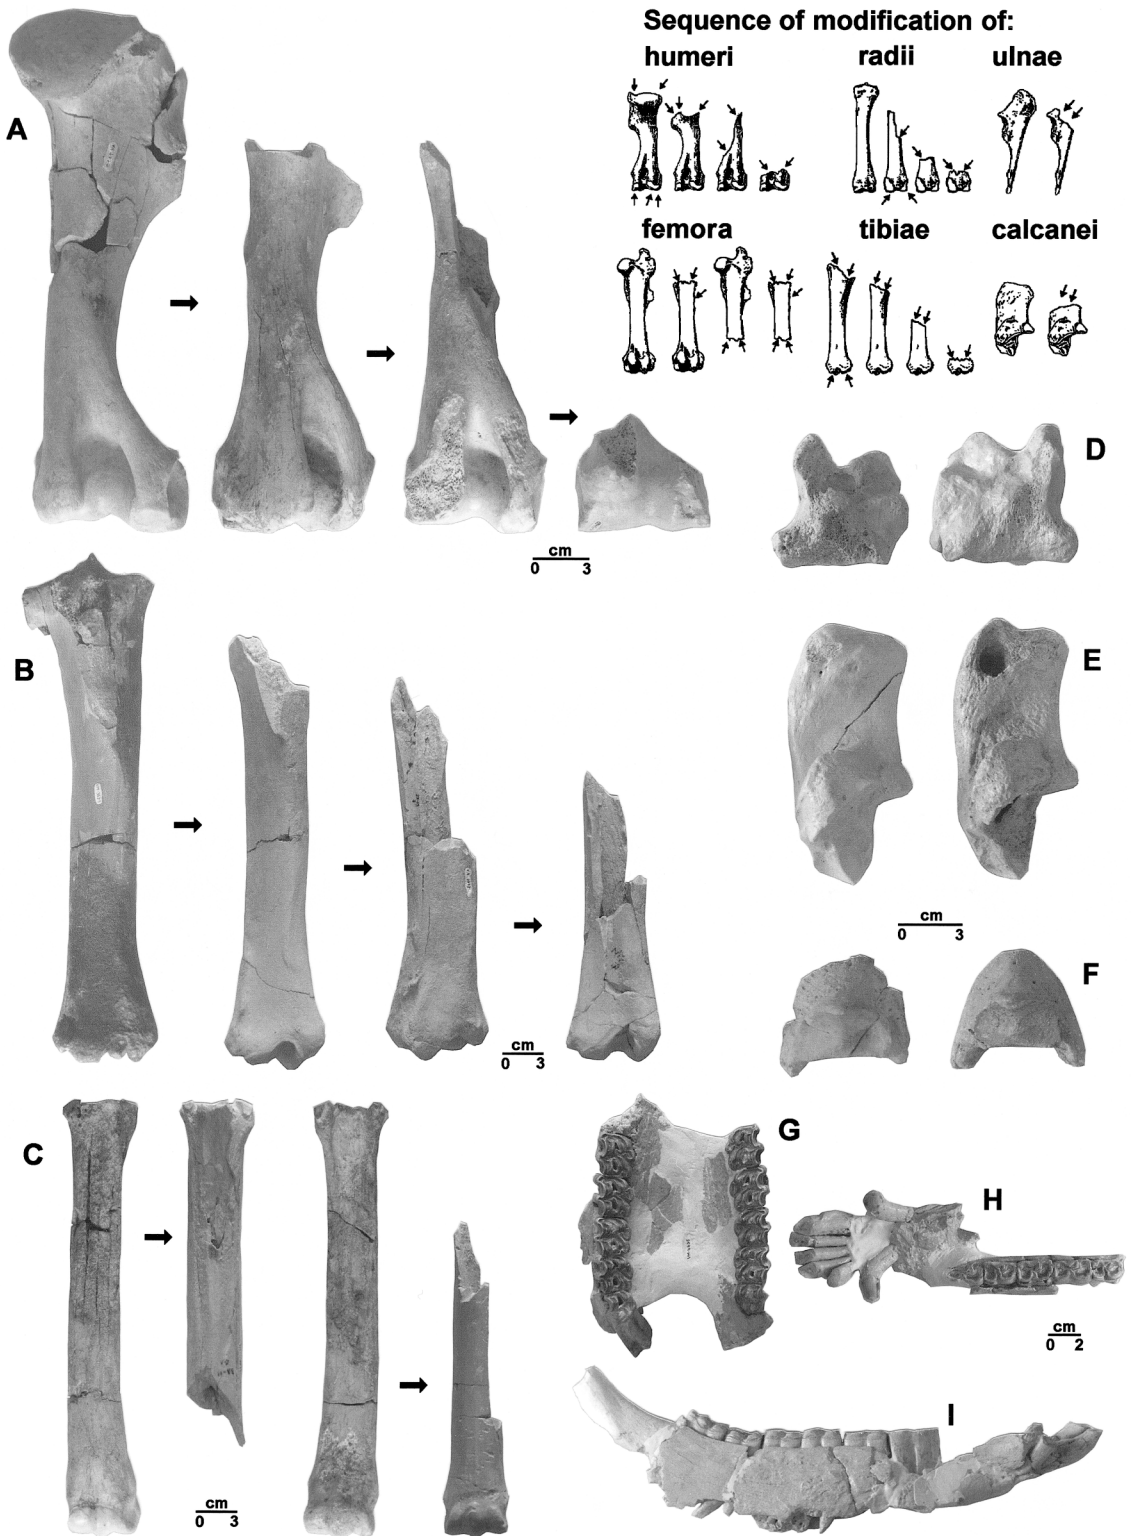 Sequence of modification of:
humeri radii ulnae
femora tibiae calcanei
A
D
cm
0 3
B
E
cm
0 3
F
cm
0 3
C
G
H
cm
0 2
I
cm
0 3